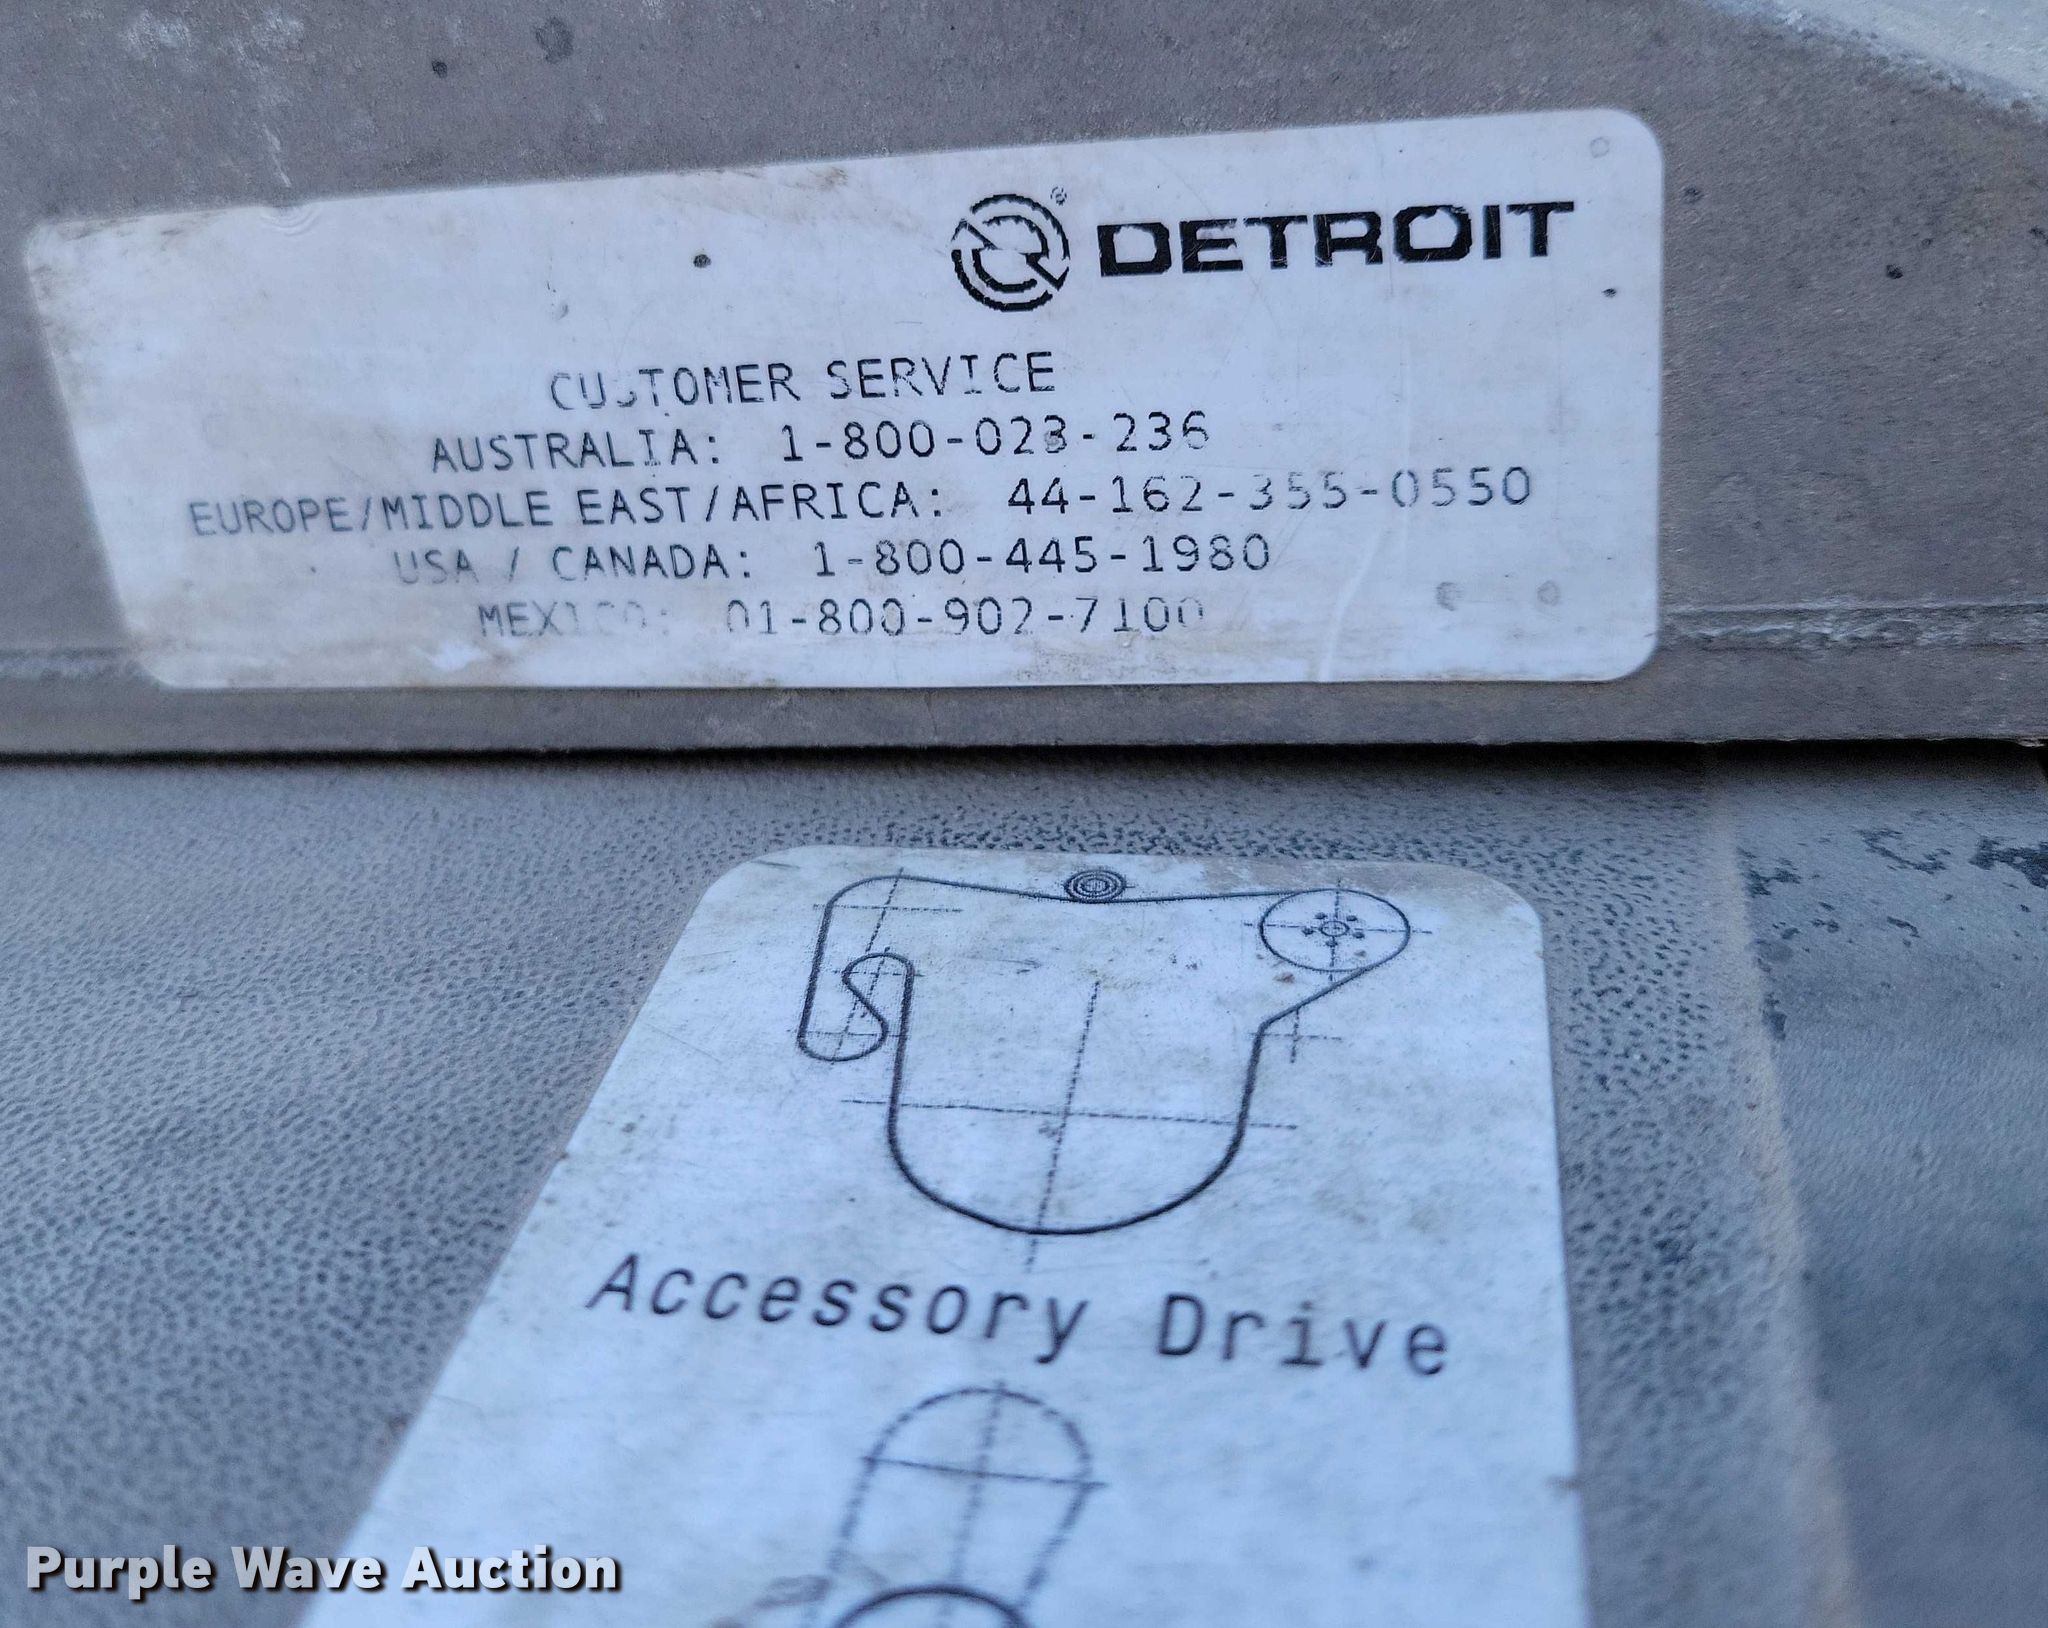 ® DETROIT
CUSTOMER SERVICE
AUSTRALIA: 1-800-023-236
EUROPE/MIDDLE EAST/AFRICA: 44-162-355-0550
USA / CANADA: 1-800-445-1980
MEXICO: 01-800-902-7100
Accessory Drive
Purple Wave Auction